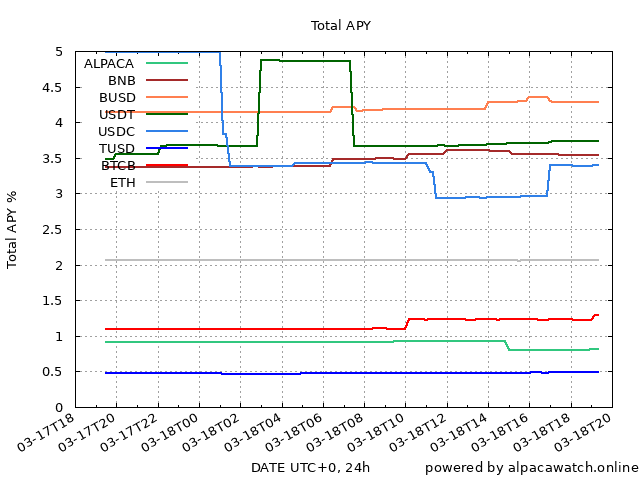 Total APY
Total APY %
5
4.5
4
3.5
3
2.5
2
1.5
1
0.5
0
ALPACA
BNB
BUSD
USDT
USDC
TUSD
BTCB
ETH
03-17T18
03-17T20
03-17T22
03-18T00
03-18T02
03-18T04
03-18T06
03-18T08
03-18T10
03-18T12
03-18T14
03-18T16
03-18T18
03-18T20
DATE UTC+0, 24h
powered by alpacawatch.online